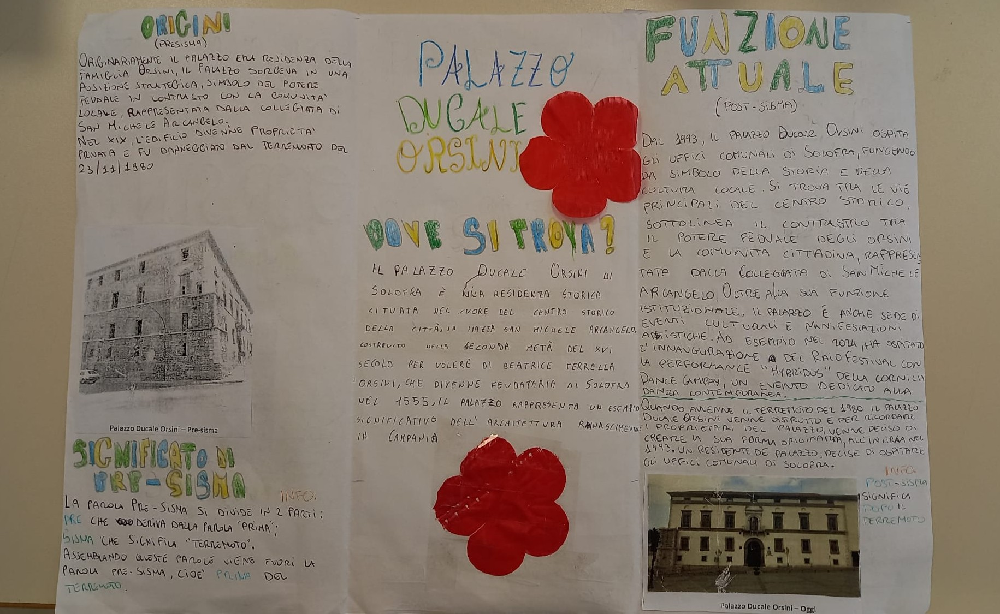 ORIGINI
(PRESISMA)
ORIGINARIAMENTE IL PALAZZO ERA RESIDENZA DELLA
FAMIGLIA ORSINI, IL PALAZZO SORGEVA IN UNA
POSIZIONE STRATEGICA, SIMBOLO DEL POTERE
FEUDALE IN CONTRASTO CON LA COMUNITA'
LOCALE, RAPPRESENTATA DALLA COLLEGIATA DI
SAN MICHELE ARCANGELO.
NEL XIX, L'EDIFICIO DIVENNE PROPRIETA'
PRIVATA E FU DANNEGGIATO DAL TERREMOTO DEL
23/11/1980
Palazzo Ducale Orsini – Pre-sisma
SIGNIFICATO DI
PRE-SISMA
INFO.
LA PAROLA PRE-SISMA SI DIVIDE IN 2 PARTI:
PRE CHE DERIVA DALLA PAROLA "PRIMA";
SISMA CHE SIGNIFICA "TERREMOTO".
ASSEMBLANDO QUESTE PAROLE VIENE FUORI LA
PAROLA PRE-SISMA, CIOE' PRIMA DEL
TERREMOTO.
PALAZZO
DUCALE
ORSINI
DOVE SI TROVA?
IL PALAZZO DUCALE ORSINI DI
SOLOFRA È UNA RESIDENZA STORICA
SITUATA NEL CUORE DEL CENTRO STORICO
DELLA CITTÀ, IN PIAZZA SAN MICHELE ARCANGELO,
COSTRUITO NELLA SECONDA METÀ DEL XVI
SECOLO PER VOLERE DI BEATRICE FERRELLA
ORSINI, CHE DIVENNE FEUDATARIA DI SOLOFRA
NEL 1555, IL PALAZZO RAPPRESENTA UN ESEMPIO
SIGNIFICATIVO DELL'ARCHITETTURA RINASCIMENTALE
IN CAMPANIA
FUNZIONE
ATTUALE
(POST-SISMA)
DAL 1993, IL PALAZZO DUCALE ORSINI OSPITA
GLI UFFICI COMUNALI DI SOLOFRA, FUNGENDO
DA SIMBOLO DELLA STORIA E DELLA
CULTURA LOCALE. SI TROVA TRA LE VIE
PRINCIPALI DEL CENTRO STORICO,
SOTTOLINEA IL CONTRASTRO TRA
IL POTERE FEDUALE DEGLI ORSINI
E LA COMUNITA CITTADINA, RAPPRESEN
TATA DALLA COLLEGIATA DI SAN MICHELE
ARCANGELO. OLTRE ALLA SUA FUNZIONE
ISTITUZIONALE, IL PALAZZO È ANCHE SEDE DI
EVENTI CULTURALI E MANIFESTAZIONI
ARTISTICHE. AD ESEMPIO NEL 2024, HA OSPITATO
L'INNAUGURAZIONE DEL RAID FESTIVAL CON
LA PERFORMANCE "HYBRIDUS" DELLA CORNICIA
DANCE CAMPAY, UN EVENTO DEDICATO ALLA
DANZA CONTEMPORANEA.
QUANDO AVVENNE IL TERREMOTO DEL 1980 IL PALAZZO
DUCALE ORSINI VENNE DISTRUTTO E PER RICORDARE
I PROPRIETARI DEL PALAZZO, VENNE DECISO DI
CREARE LA SUA FORMA ORIGINARIA, ALL'INCIRCA NEL
1993. UN RESIDENTE DE PALAZZO, DECISE DI OSPITARE
GLI UFFICI COMUNALI DI SOLOFRA.
INFO.
POST-SISMA
SIGNIFICA
DOPO IL
TERREMOTO
Palazzo Ducale Orsini – Oggi